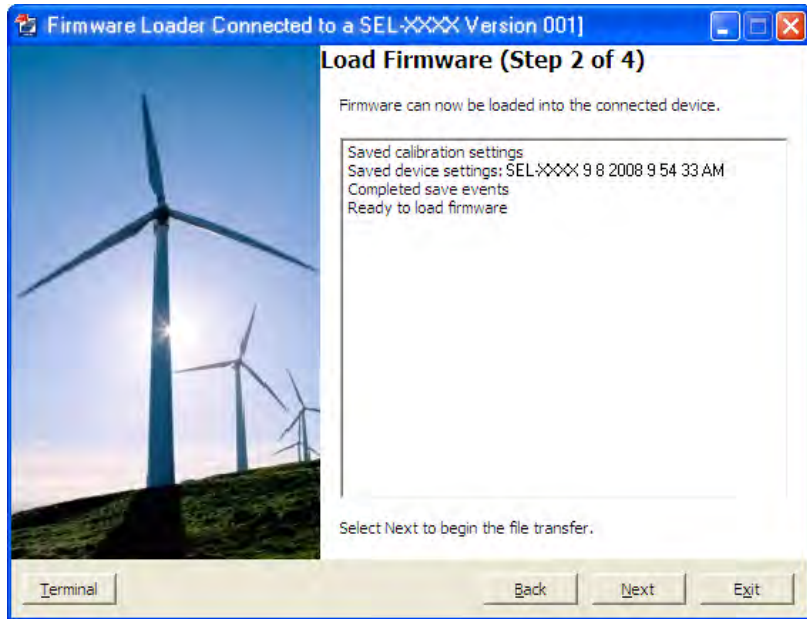 Firmware Loader Connected to a SEL-XXXX Version 001]
Load Firmware (Step 2 of 4)
Firmware can now be loaded into the connected device.
Saved calibration settings
Saved device settings: SEL-XXXX 9 8 2008 9 54 33 AM
Completed save events
Ready to load firmware
Select Next to begin the file transfer.
Terminal
Back
Next
Exit